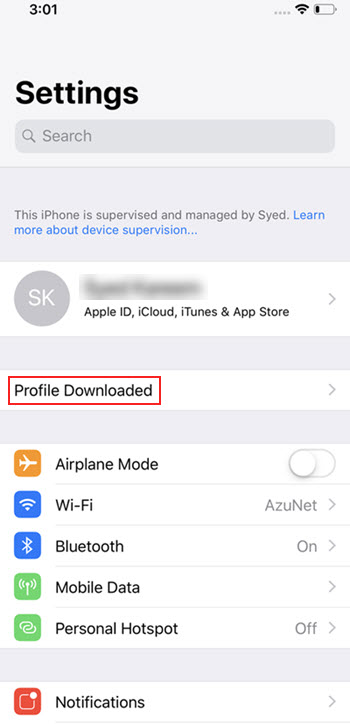 3:01
Settings
Search
This iPhone is supervised and managed by Syed. Learn
more about device supervision...
SK
Apple ID, iCloud, iTunes & App Store
Profile Downloaded
Airplane Mode
Wi-Fi AzuNet
Bluetooth On
Mobile Data
Personal Hotspot Off
Notifications